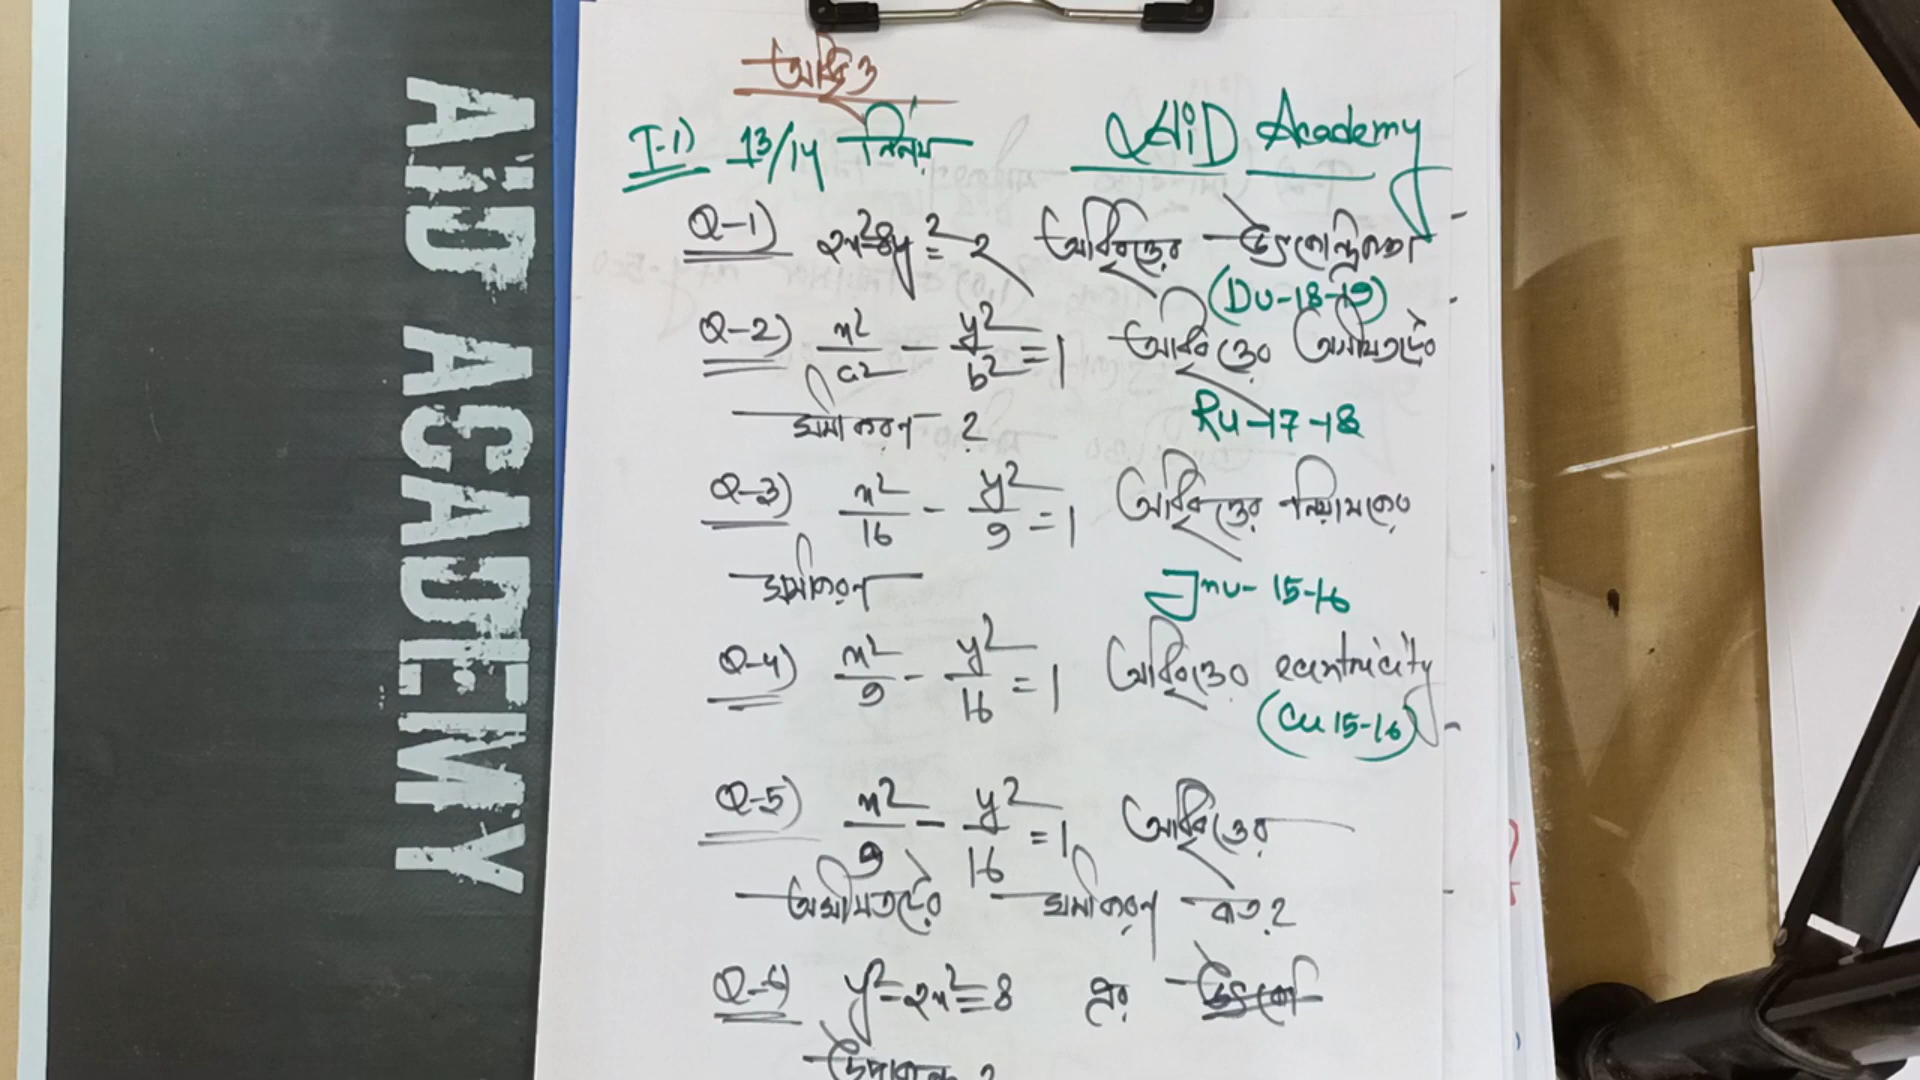 AID ACADEMY
অধিবৃত্ত
T-1) 13/14 নির্ণয় AiD Academy
Q-1) 2x²-8y²=2 অধিবৃত্তের উৎকেন্দ্রিকতা
(DU-18-19)
Q-2) x²/a² - y²/b² = 1 অধিবৃত্তের অসীমতটের
সমীকরণ ?
RU-17-18
Q-3) x²/16 - y²/9 = 1 অধিবৃত্তের নিয়ামকের
সমীকরণ
Jnu-15-16
Q-4) x²/9 - y²/16 = 1 অধিবৃত্তের eccentricity
(CU 15-16)
Q-5) x²/9 - y²/16 = 1 অধিবৃত্তের
অসীমতটের সমীকরণ কত ?
Q-6) y²-2x²=8 এর
উপকেন্দ্র ?